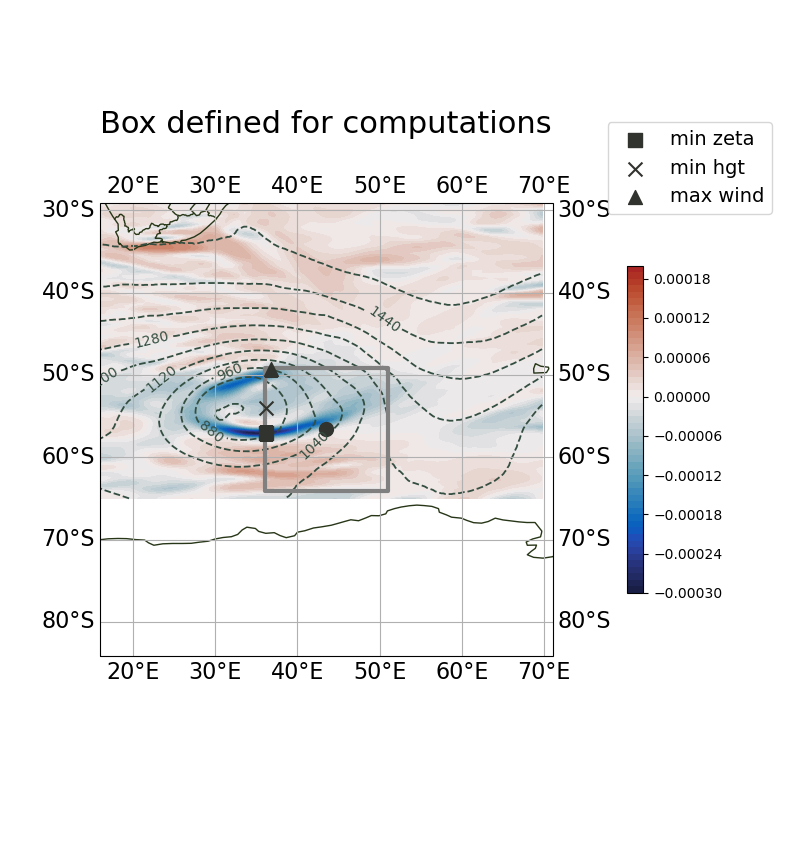 Box defined for computations
min zeta
min hgt
max wind
20°E 30°E 40°E 50°E 60°E 70°E
30°S 30°S
40°S 40°S
50°S 50°S
60°S 60°S
70°S 70°S
80°S 80°S
20°E 30°E 40°E 50°E 60°E 70°E
1440
1280
960
1120
880
1040
0.00018
0.00012
0.00006
0.00000
−0.00006
−0.00012
−0.00018
−0.00024
−0.00030